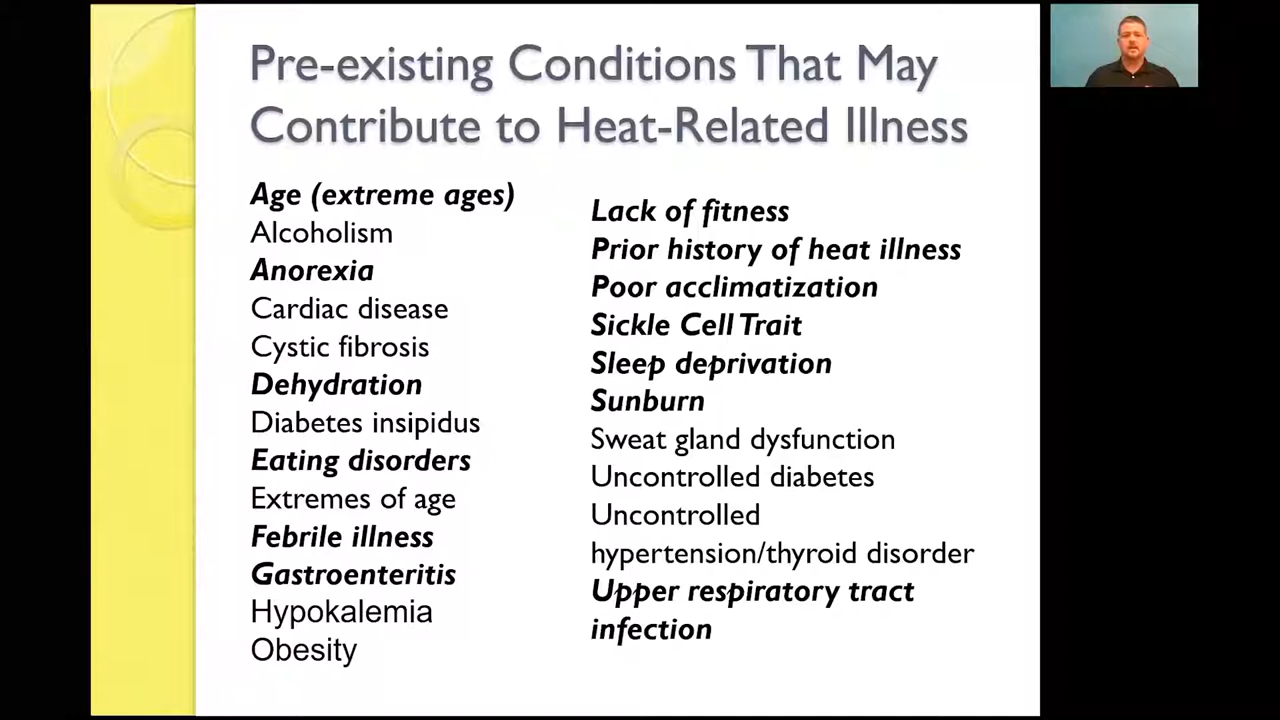 Pre-existing Conditions That May
Contribute to Heat-Related Illness
Age (extreme ages)
Alcoholism
Anorexia
Cardiac disease
Cystic fibrosis
Dehydration
Diabetes insipidus
Eating disorders
Extremes of age
Febrile illness
Gastroenteritis
Hypokalemia
Obesity
Lack of fitness
Prior history of heat illness
Poor acclimatization
Sickle Cell Trait
Sleep deprivation
Sunburn
Sweat gland dysfunction
Uncontrolled diabetes
Uncontrolled
hypertension/thyroid disorder
Upper respiratory tract
infection